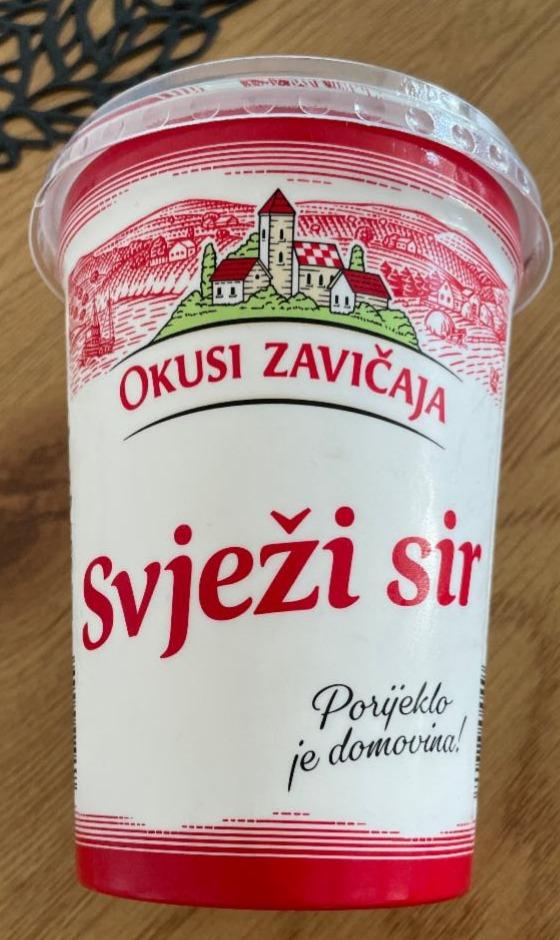 OKUSI ZAVIČAJA
Svježi sir
Porijeklo
je domovina!